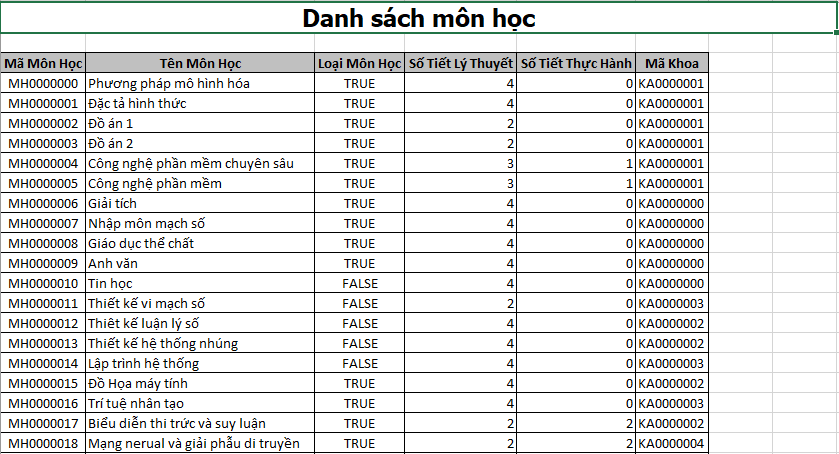 Danh sách môn học
Mã Môn Học Tên Môn Học Loại Môn Học Số Tiết Lý Thuyết Số Tiết Thực Hành Mã Khoa
MH0000000 Phương pháp mô hình hóa TRUE 4 0 KA0000001
MH0000001 Đặc tả hình thức TRUE 4 0 KA0000001
MH0000002 Đồ án 1 TRUE 2 0 KA0000001
MH0000003 Đồ án 2 TRUE 2 0 KA0000001
MH0000004 Công nghệ phần mềm chuyên sâu TRUE 3 1 KA0000001
MH0000005 Công nghệ phần mềm TRUE 3 1 KA0000001
MH0000006 Giải tích TRUE 4 0 KA0000000
MH0000007 Nhập môn mạch số TRUE 4 0 KA0000000
MH0000008 Giáo dục thể chất TRUE 4 0 KA0000000
MH0000009 Anh văn TRUE 4 0 KA0000000
MH0000010 Tin học FALSE 4 0 KA0000000
MH0000011 Thiết kế vi mạch số FALSE 2 0 KA0000003
MH0000012 Thiêt kế luận lý số FALSE 4 0 KA0000002
MH0000013 Thiết kế hệ thống nhúng FALSE 4 0 KA0000002
MH0000014 Lập trình hệ thống FALSE 4 0 KA0000003
MH0000015 Đồ Họa máy tính TRUE 4 0 KA0000002
MH0000016 Trí tuệ nhân tạo TRUE 4 0 KA0000003
MH0000017 Biểu diễn thi trức và suy luận TRUE 2 2 KA0000002
MH0000018 Mạng nerual và giải phẫu di truyền TRUE 2 2 KA0000004